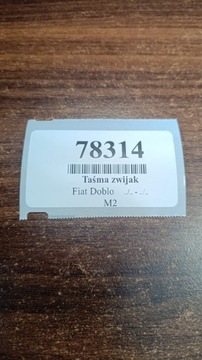 78314
Taśma zwijak
Fiat Doblo ../.. - ../..
M2